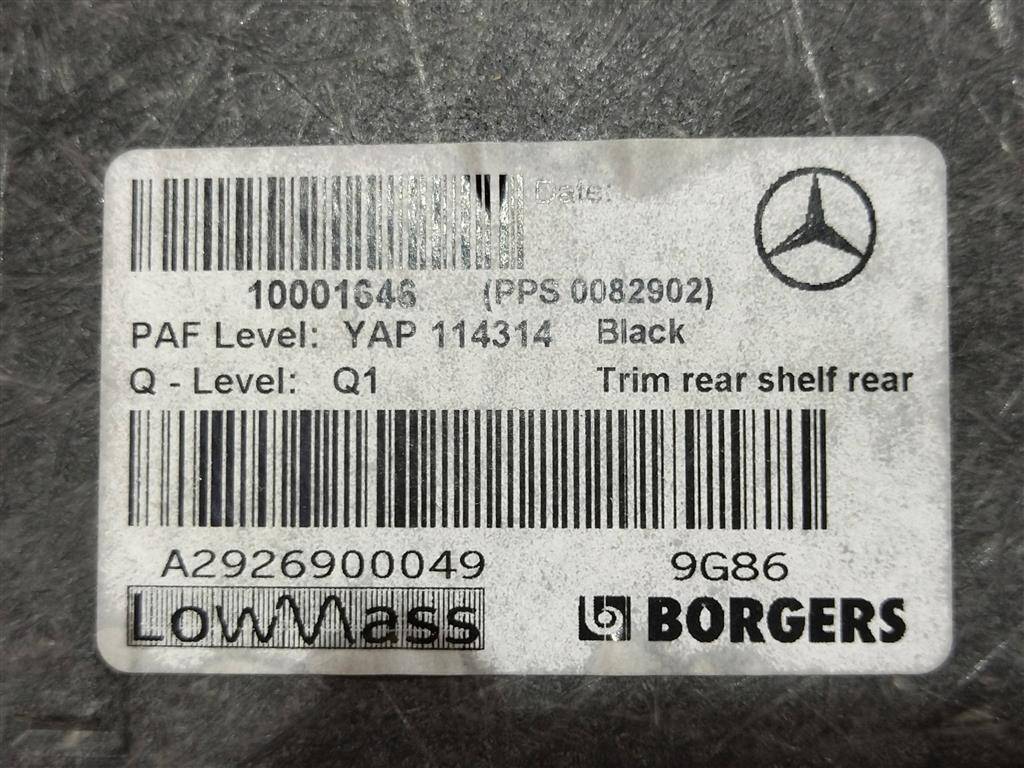 Date:
10001646 (PPS 0082902)
PAF Level: YAP 114314 Black
Q - Level: Q1 Trim rear shelf rear
A2926900049 9G86
LowMass BORGERS